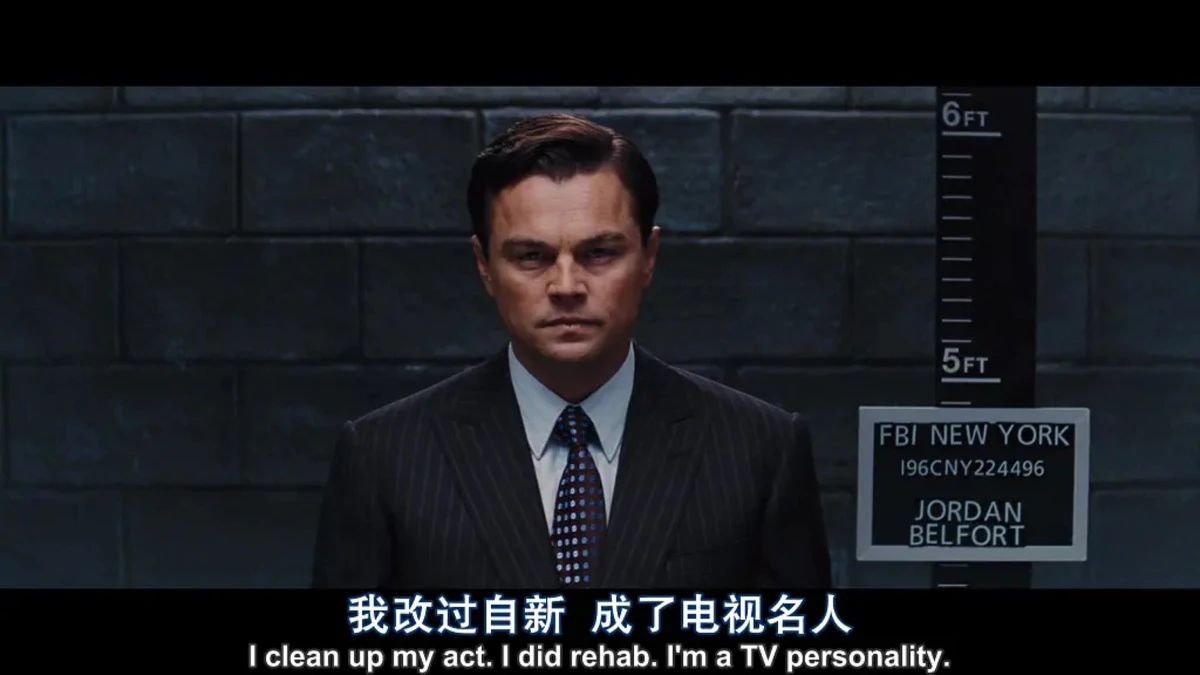 6FT
5FT
FBI NEW YORK
I96CNY224496
JORDAN
BELFORT
我改过自新 成了电视名人
I clean up my act. I did rehab. I'm a TV personality.